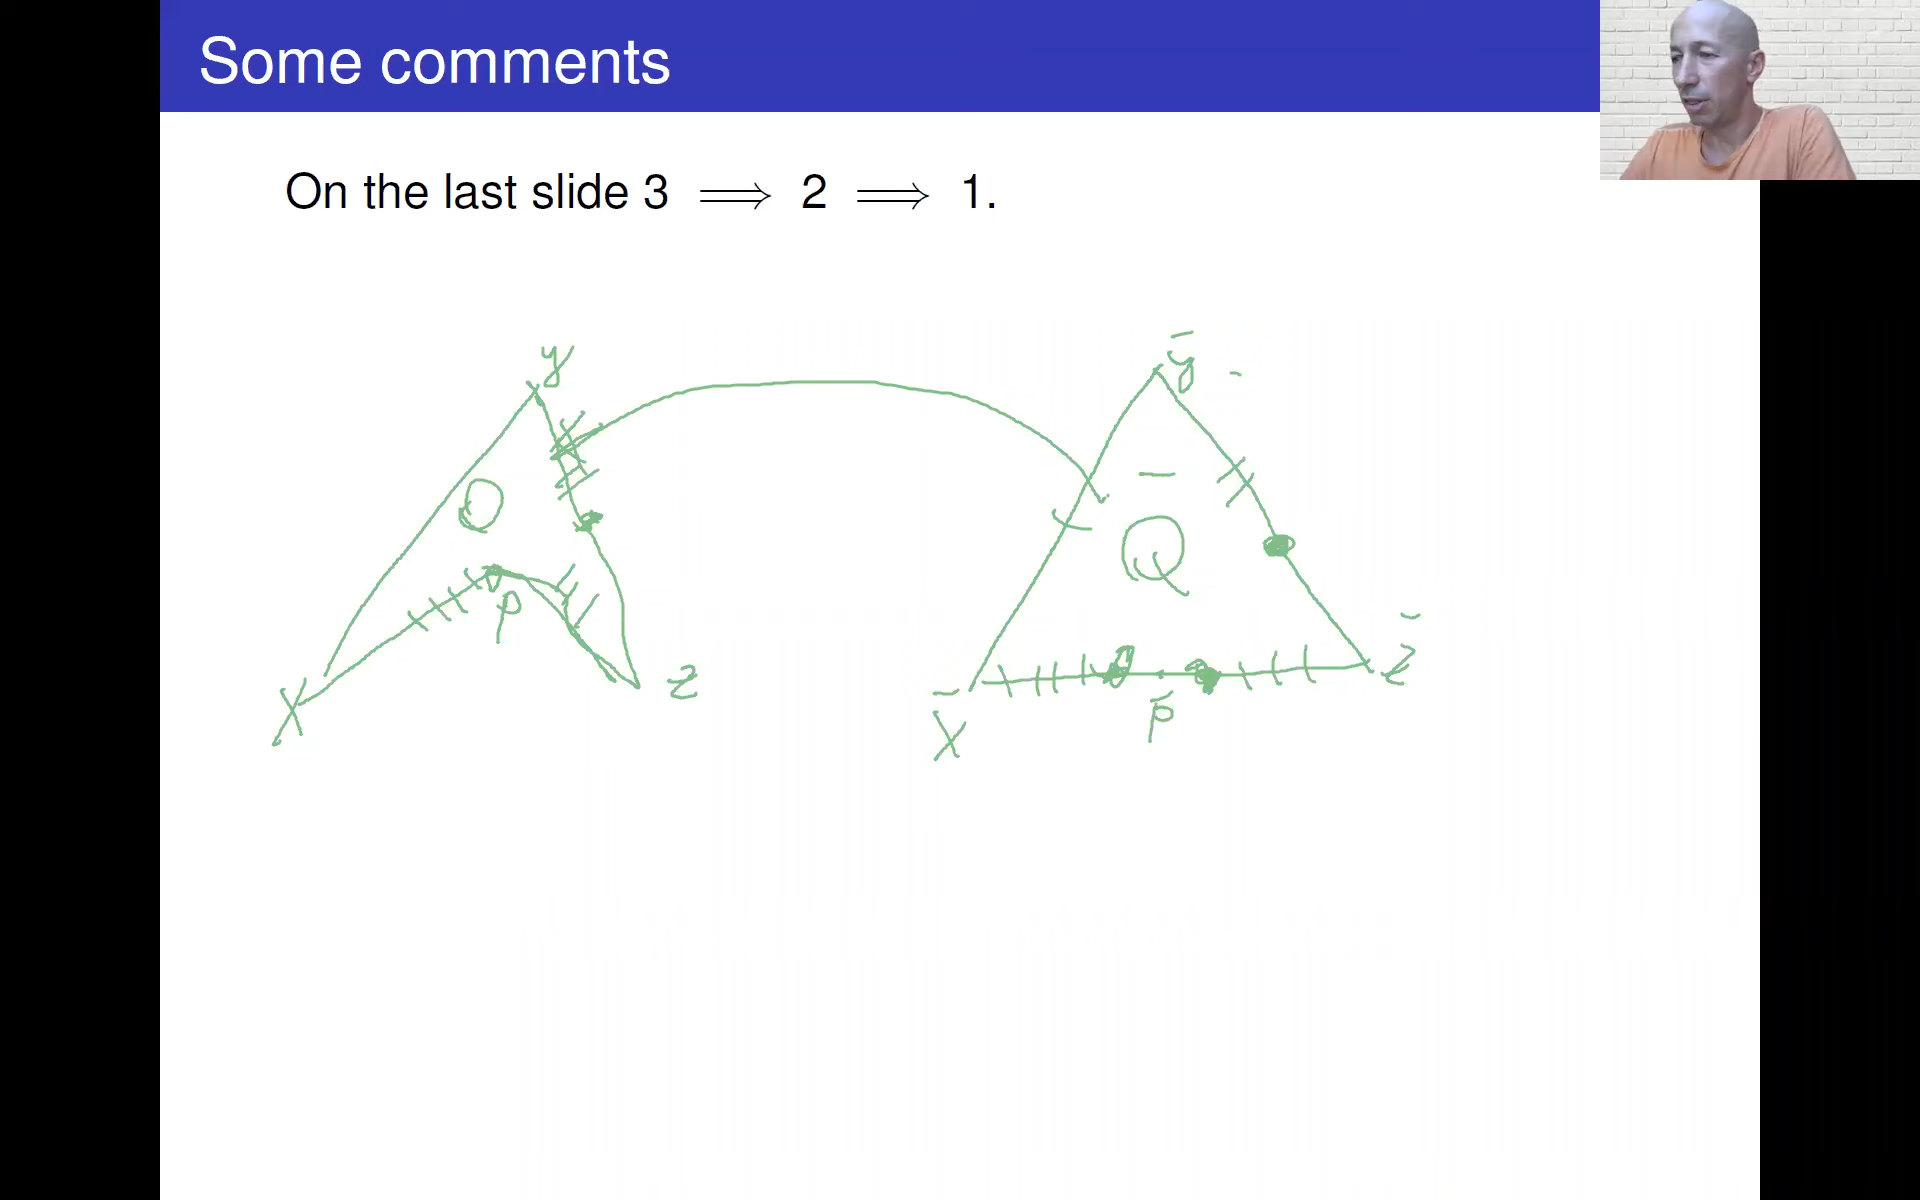 Some comments
On the last slide 3 ⟹ 2 ⟹ 1.
y
ȳ
Q
p
X
z
X̄
p̄
z̄